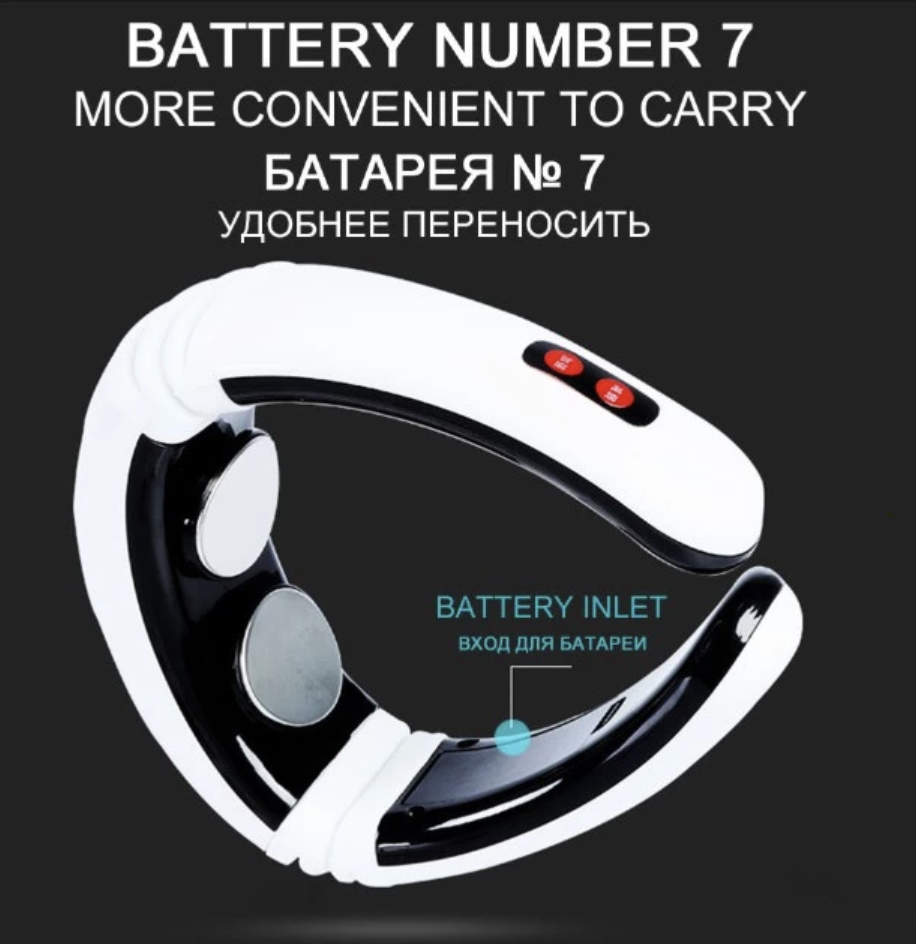 BATTERY NUMBER 7
MORE CONVENIENT TO CARRY
БАТАРЕЯ № 7
УДОБНЕЕ ПЕРЕНОСИТЬ
BATTERY INLET
ВХОД ДЛЯ БАТАРЕИ